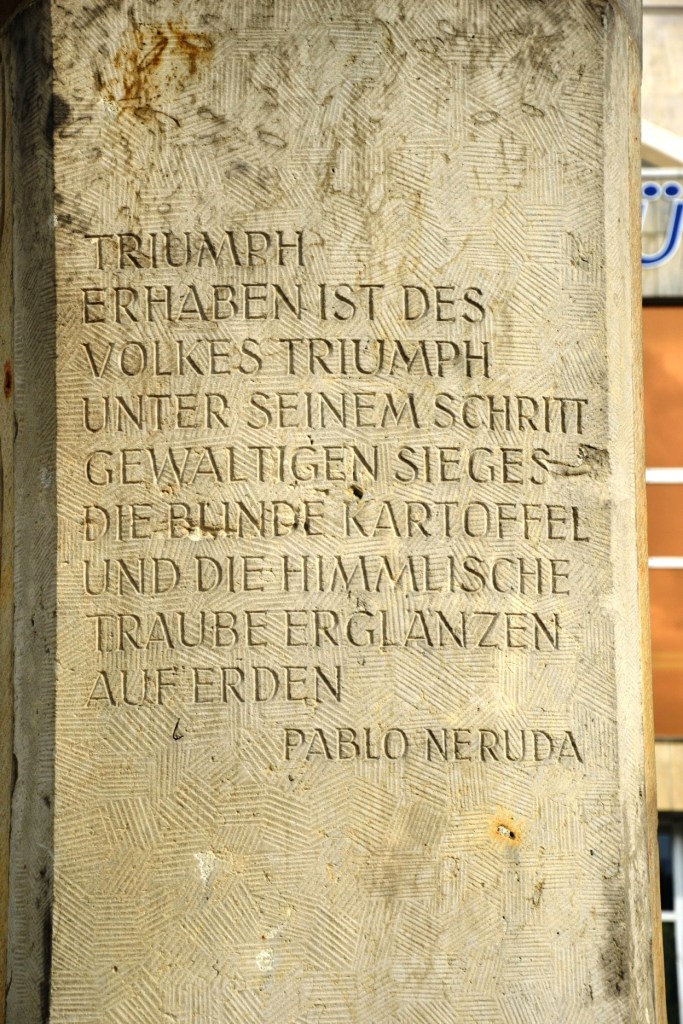 TRIUMPH
ERHABEN IST DES
VOLKES TRIUMPH
UNTER SEINEM SCHRITT
GEWALTIGEN SIEGES
DIE BLINDE KARTOFFEL
UND DIE HIMMLISCHE
TRAUBE ERGLÄNZEN
AUF ERDEN
PABLO NERUDA
Ü